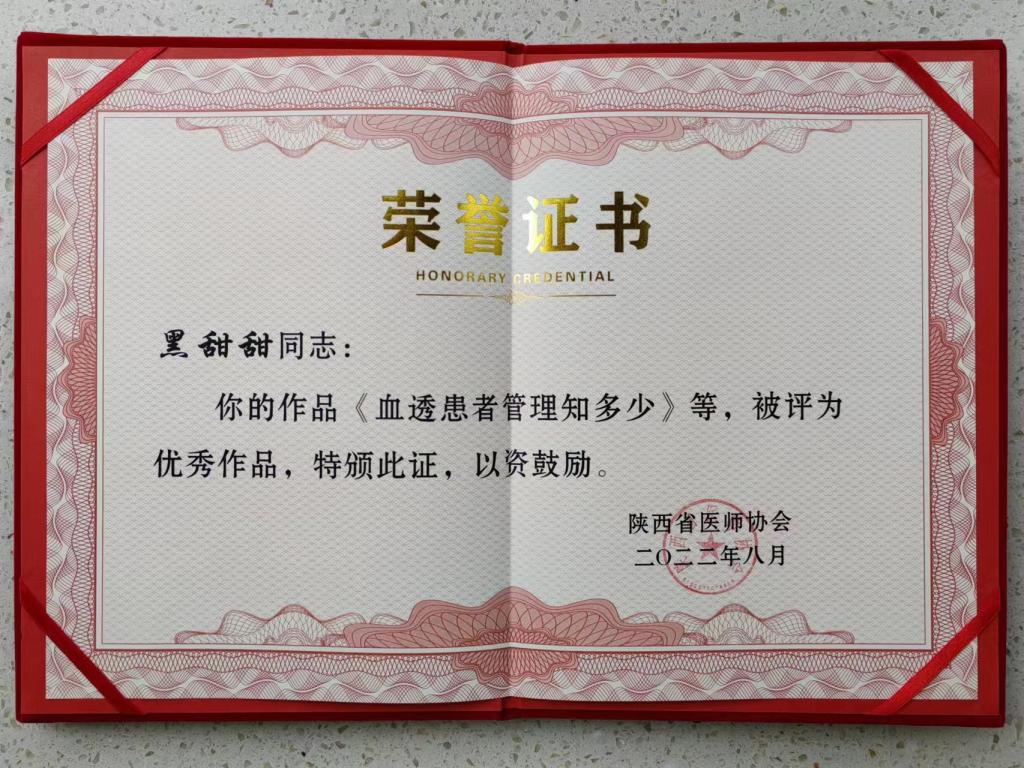 荣誉证书
HONORARY CREDENTIAL
黑甜甜同志：
你的作品《血透患者管理知多少》等，被评为
优秀作品，特颁此证，以资鼓励。
陕西省医师协会
二〇二二年八月